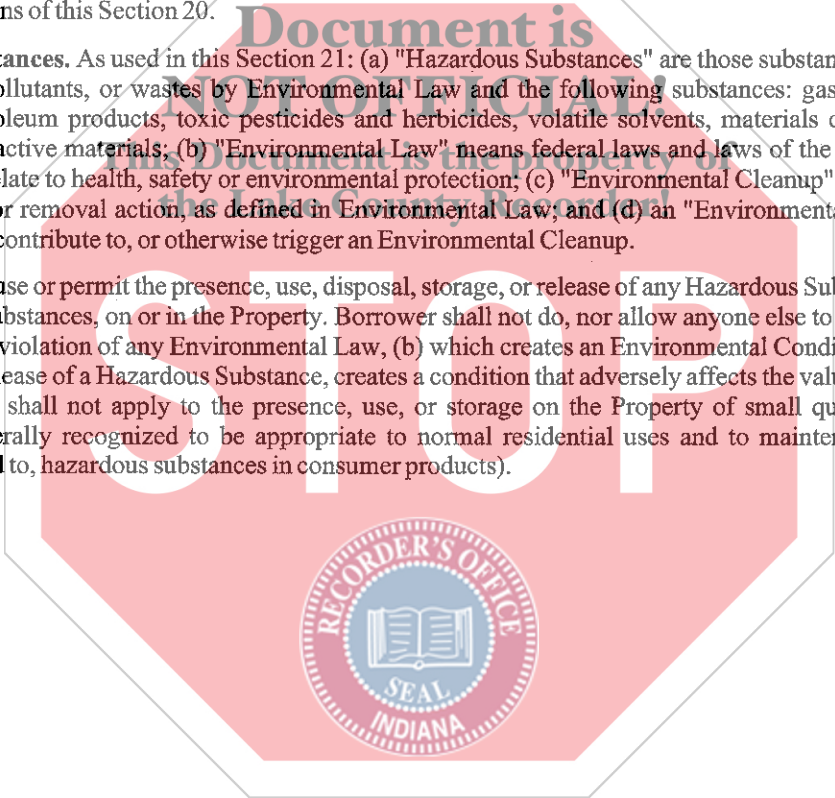 ns of this Section 20.
Document is
tances. As used in this Section 21: (a) "Hazardous Substances" are those substan
ollutants, or wastes by Environmental Law and the following substances: gas
NOT OFFICIAL!
oleum products, toxic pesticides and herbicides, volatile solvents, materials c
active materials; (b) "Environmental Law" means federal laws and laws of the
This Document is the property of
late to health, safety or environmental protection; (c) "Environmental Cleanup"
or removal action, as defined in Environmental Law; and (d) an "Environmenta
the Lake County Recorder!
contribute to, or otherwise trigger an Environmental Cleanup.
use or permit the presence, use, disposal, storage, or release of any Hazardous Sul
ubstances, on or in the Property. Borrower shall not do, nor allow anyone else to
violation of any Environmental Law, (b) which creates an Environmental Condi
ease of a Hazardous Substance, creates a condition that adversely affects the valu
shall not apply to the presence, use, or storage on the Property of small qu
erally recognized to be appropriate to normal residential uses and to mainten
l to, hazardous substances in consumer products).
STOP
RECORDER'S OFFICE
SEAL
INDIANA